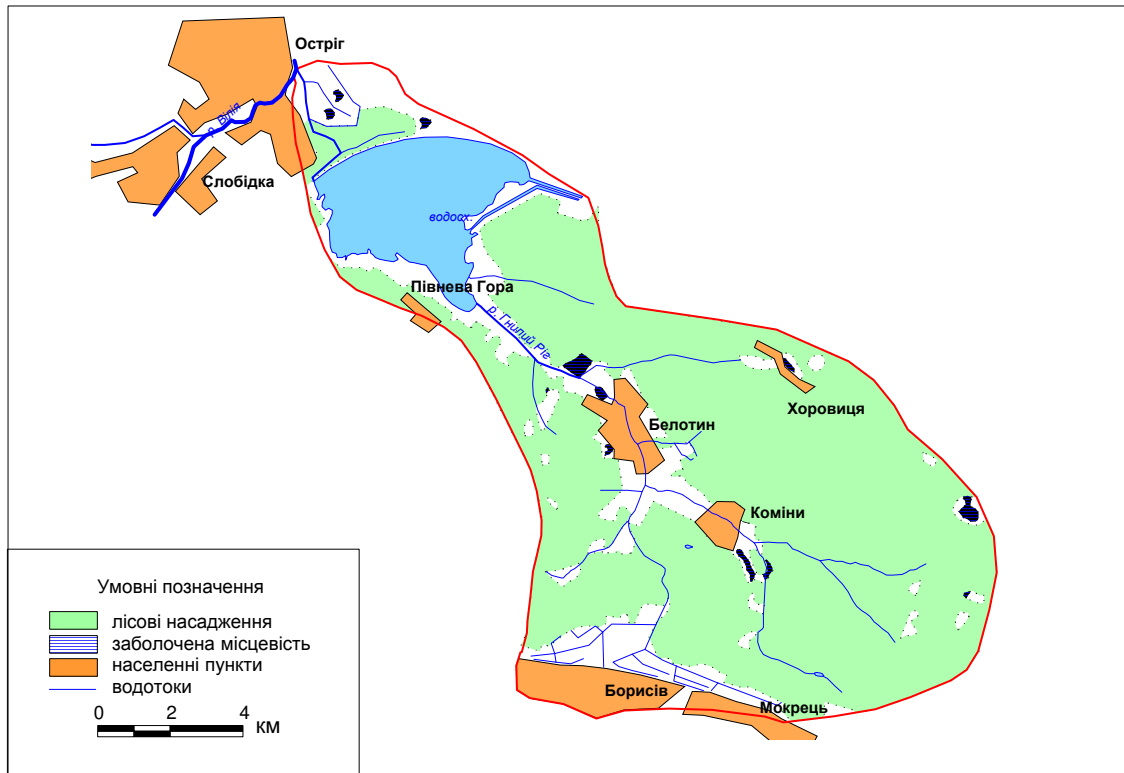 Остріг
р. Вілія
Слобідка
водосх.
Півнева Гора
р. Гнилий Ріг
Хоровиця
Белотин
Коміни
Борисів
Мокрець
Умовні позначення
лісові насадження
заболочена місцевість
населенні пункти
водотоки
0 2 4
км